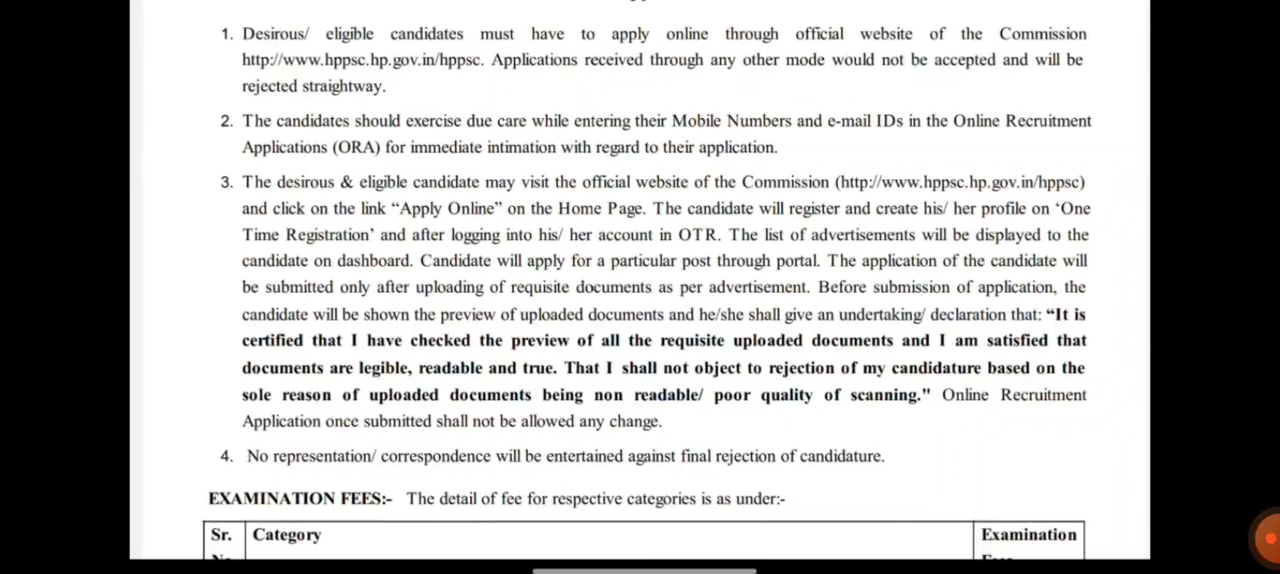 1. Desirous/ eligible candidates must have to apply online through official website of the Commission
http://www.hppsc.hp.gov.in/hppsc. Applications received through any other mode would not be accepted and will be
rejected straightway.
2. The candidates should exercise due care while entering their Mobile Numbers and e-mail IDs in the Online Recruitment
Applications (ORA) for immediate intimation with regard to their application.
3. The desirous & eligible candidate may visit the official website of the Commission (http://www.hppsc.hp.gov.in/hppsc)
and click on the link “Apply Online” on the Home Page. The candidate will register and create his/ her profile on ‘One
Time Registration’ and after logging into his/ her account in OTR. The list of advertisements will be displayed to the
candidate on dashboard. Candidate will apply for a particular post through portal. The application of the candidate will
be submitted only after uploading of requisite documents as per advertisement. Before submission of application, the
candidate will be shown the preview of uploaded documents and he/she shall give an undertaking/ declaration that: “It is
certified that I have checked the preview of all the requisite uploaded documents and I am satisfied that
documents are legible, readable and true. That I shall not object to rejection of my candidature based on the
sole reason of uploaded documents being non readable/ poor quality of scanning." Online Recruitment
Application once submitted shall not be allowed any change.
4. No representation/ correspondence will be entertained against final rejection of candidature.
EXAMINATION FEES:- The detail of fee for respective categories is as under:-
Sr. Category Examination